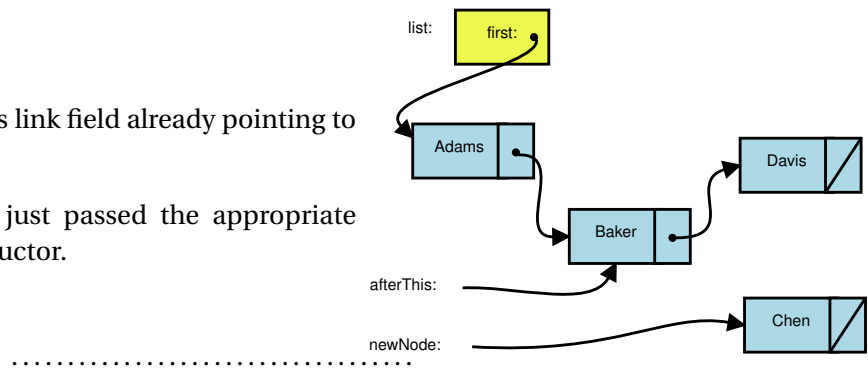 list:
first:
s link field already pointing to
Adams
Davis
just passed the appropriate
uctor.
Baker
afterThis:
Chen
newNode:
...................................